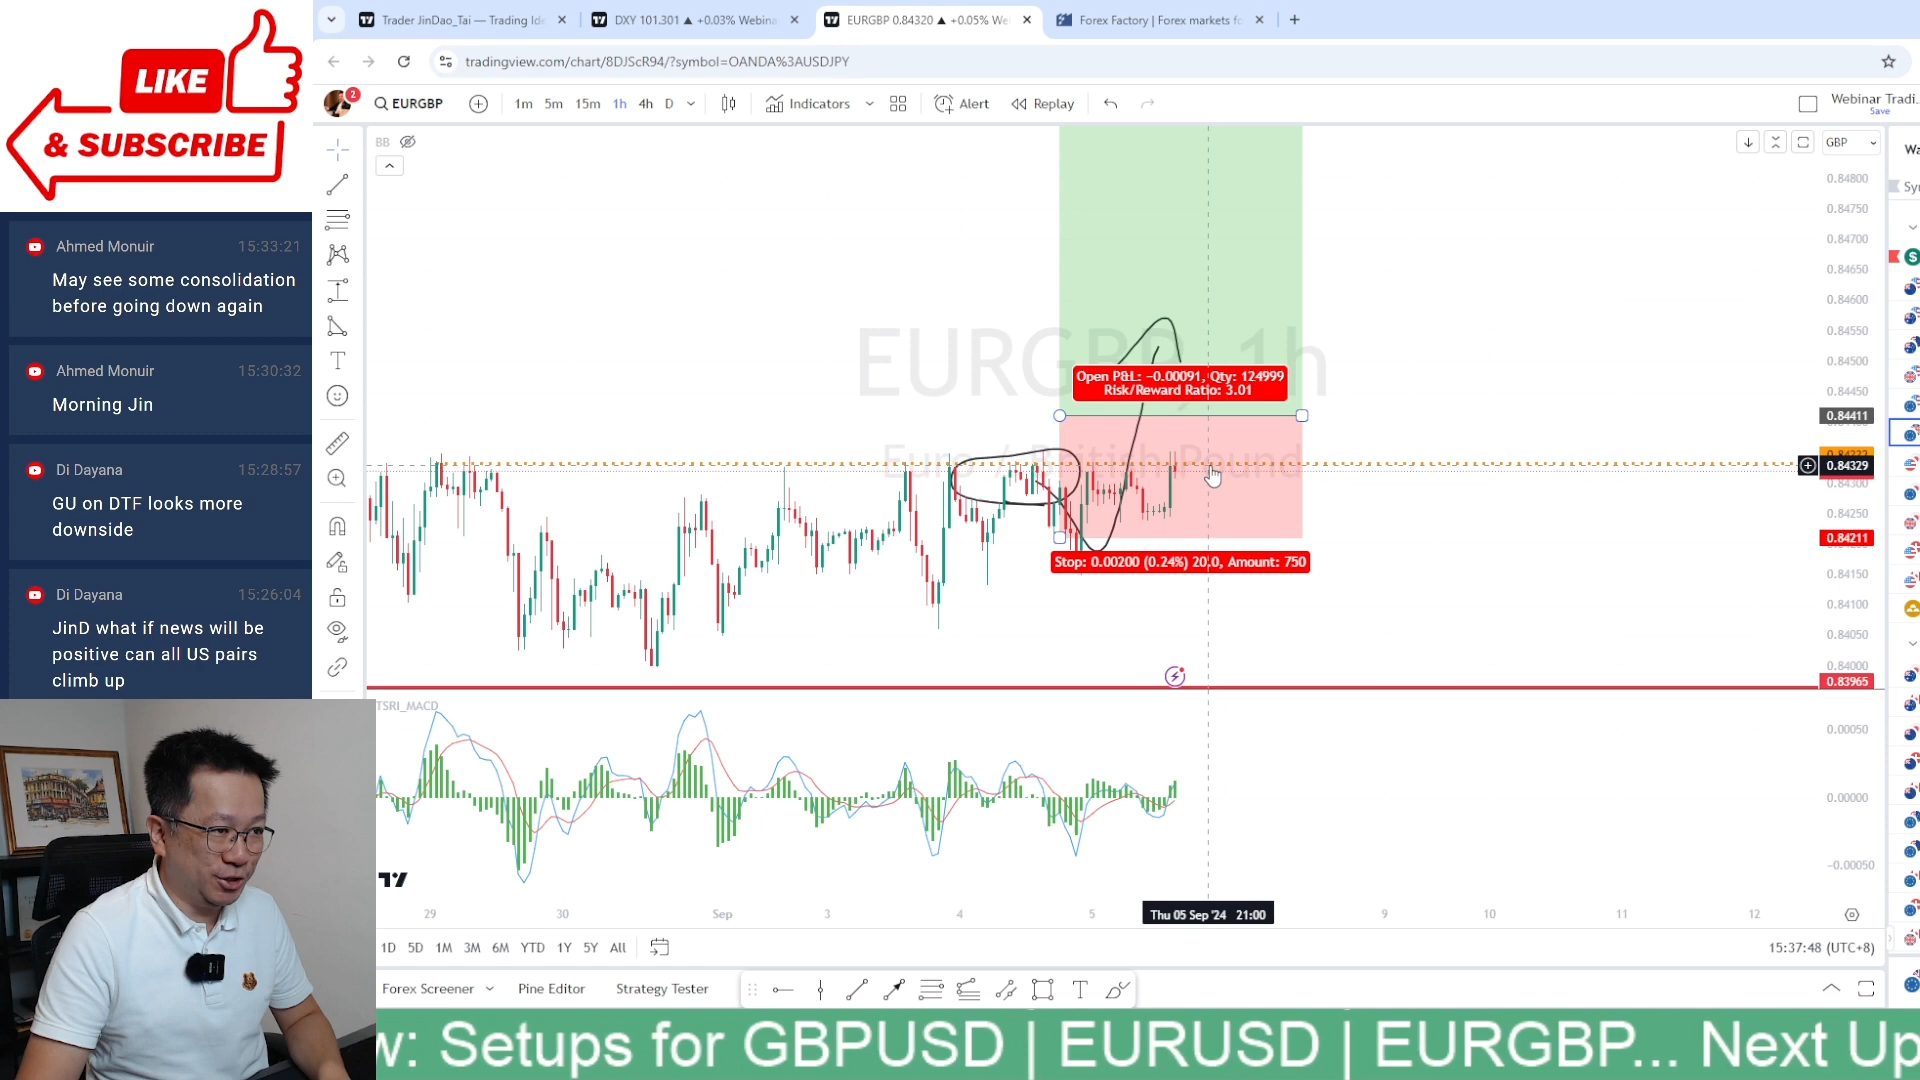 Trader JinDao_Tai — Trading Ide
DXY 101.301 ▲ +0.03% Webina
EURGBP 0.84320 ▲ +0.05% We
Forex Factory | Forex markets fo
tradingview.com/chart/8DJScR94/?symbol=OANDA%3AUSDJPY
LIKE
& SUBSCRIBE
2
EURGBP
1m 5m 15m 1h 4h D
Indicators
Alert
Replay
Webinar Tradi...
Save
BB
GBP
Ahmed Monuir 15:33:21
May see some consolidation
before going down again
Ahmed Monuir 15:30:32
Morning Jin
Di Dayana 15:28:57
GU on DTF looks more
downside
Di Dayana 15:26:04
JinD what if news will be
positive can all US pairs
climb up
EURGBP, 1h
Euro / British Pound
Open P&L: −0.00091, Qty: 124999
Risk/Reward Ratio: 3.01
Stop: 0.00200 (0.24%) 20.0, Amount: 750
0.84800
0.84750
0.84700
0.84650
0.84600
0.84550
0.84500
0.84450
0.84411
0.84329
0.84300
0.84250
0.84211
0.84150
0.84100
0.84050
0.84000
0.83965
TSRI_MACD
0.00050
0.00000
−0.00050
29 30 Sep 3 4 5 Thu 05 Sep '24 21:00 9 10 11 12
1D 5D 1M 3M 6M YTD 1Y 5Y All
15:37:48 (UTC+8)
Forex Screener Pine Editor Strategy Tester
w: Setups for GBPUSD | EURUSD | EURGBP... Next Up